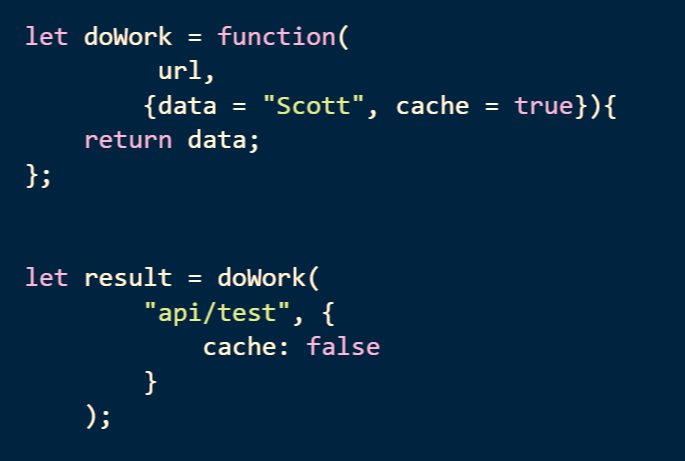 let doWork = function(
         url,
        {data = "Scott", cache = true}){
    return data;
};
let result = doWork(
        "api/test", {
            cache: false
        }
    );